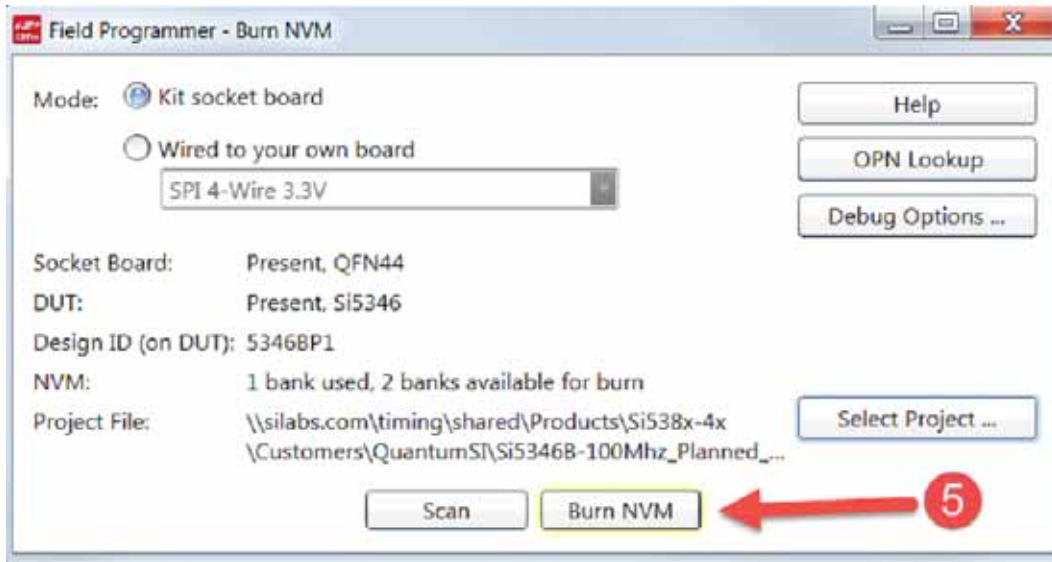 Field Programmer - Burn NVM
Mode: Kit socket board
Help
Wired to your own board
OPN Lookup
SPI 4-Wire 3.3V
Debug Options ...
Socket Board: Present, QFN44
DUT: Present, Si5346
Design ID (on DUT): 5346BP1
NVM: 1 bank used, 2 banks available for burn
Project File: \\silabs.com\timing\shared\Products\Si538x-4x
Select Project ...
\Customers\QuantumSI\Si5346B-100Mhz_Planned_...
Scan
Burn NVM
5